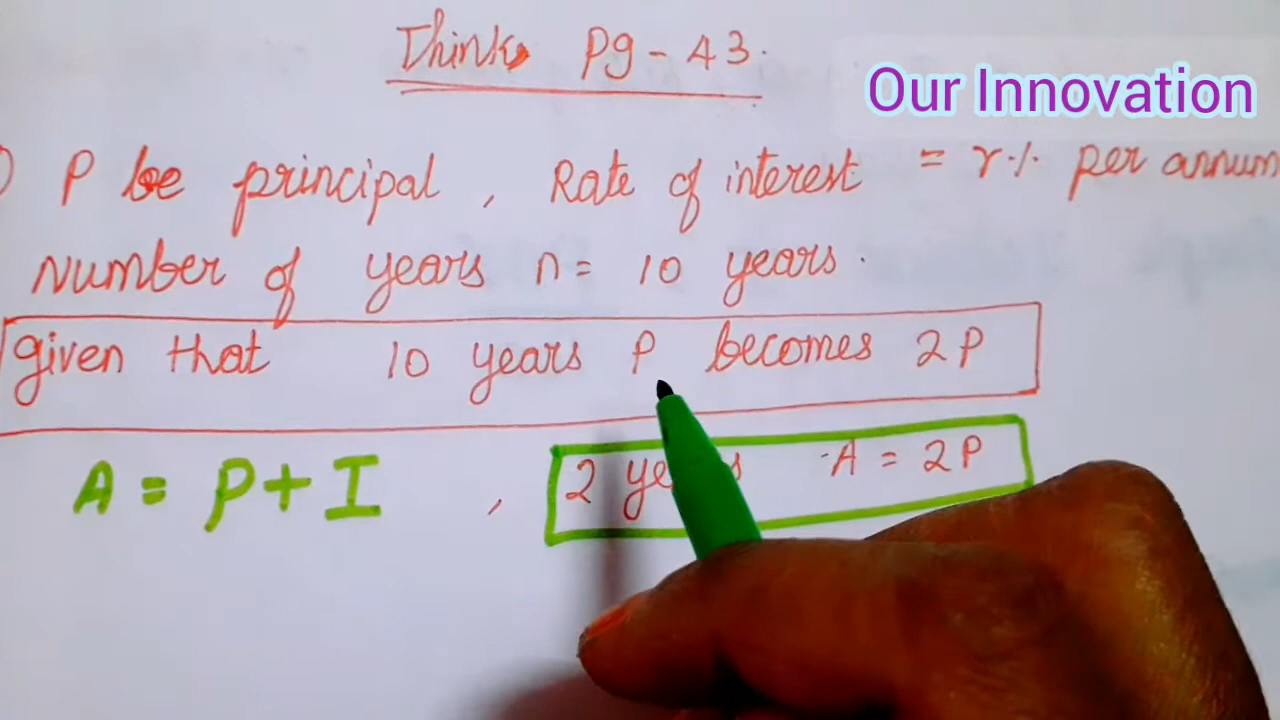 Think Pg - 43.
Our Innovation
) P be principal, Rate of interest = r% per annum
Number of years n = 10 years.
given that 10 years P becomes 2P
A = P + I , 2 A = 2P